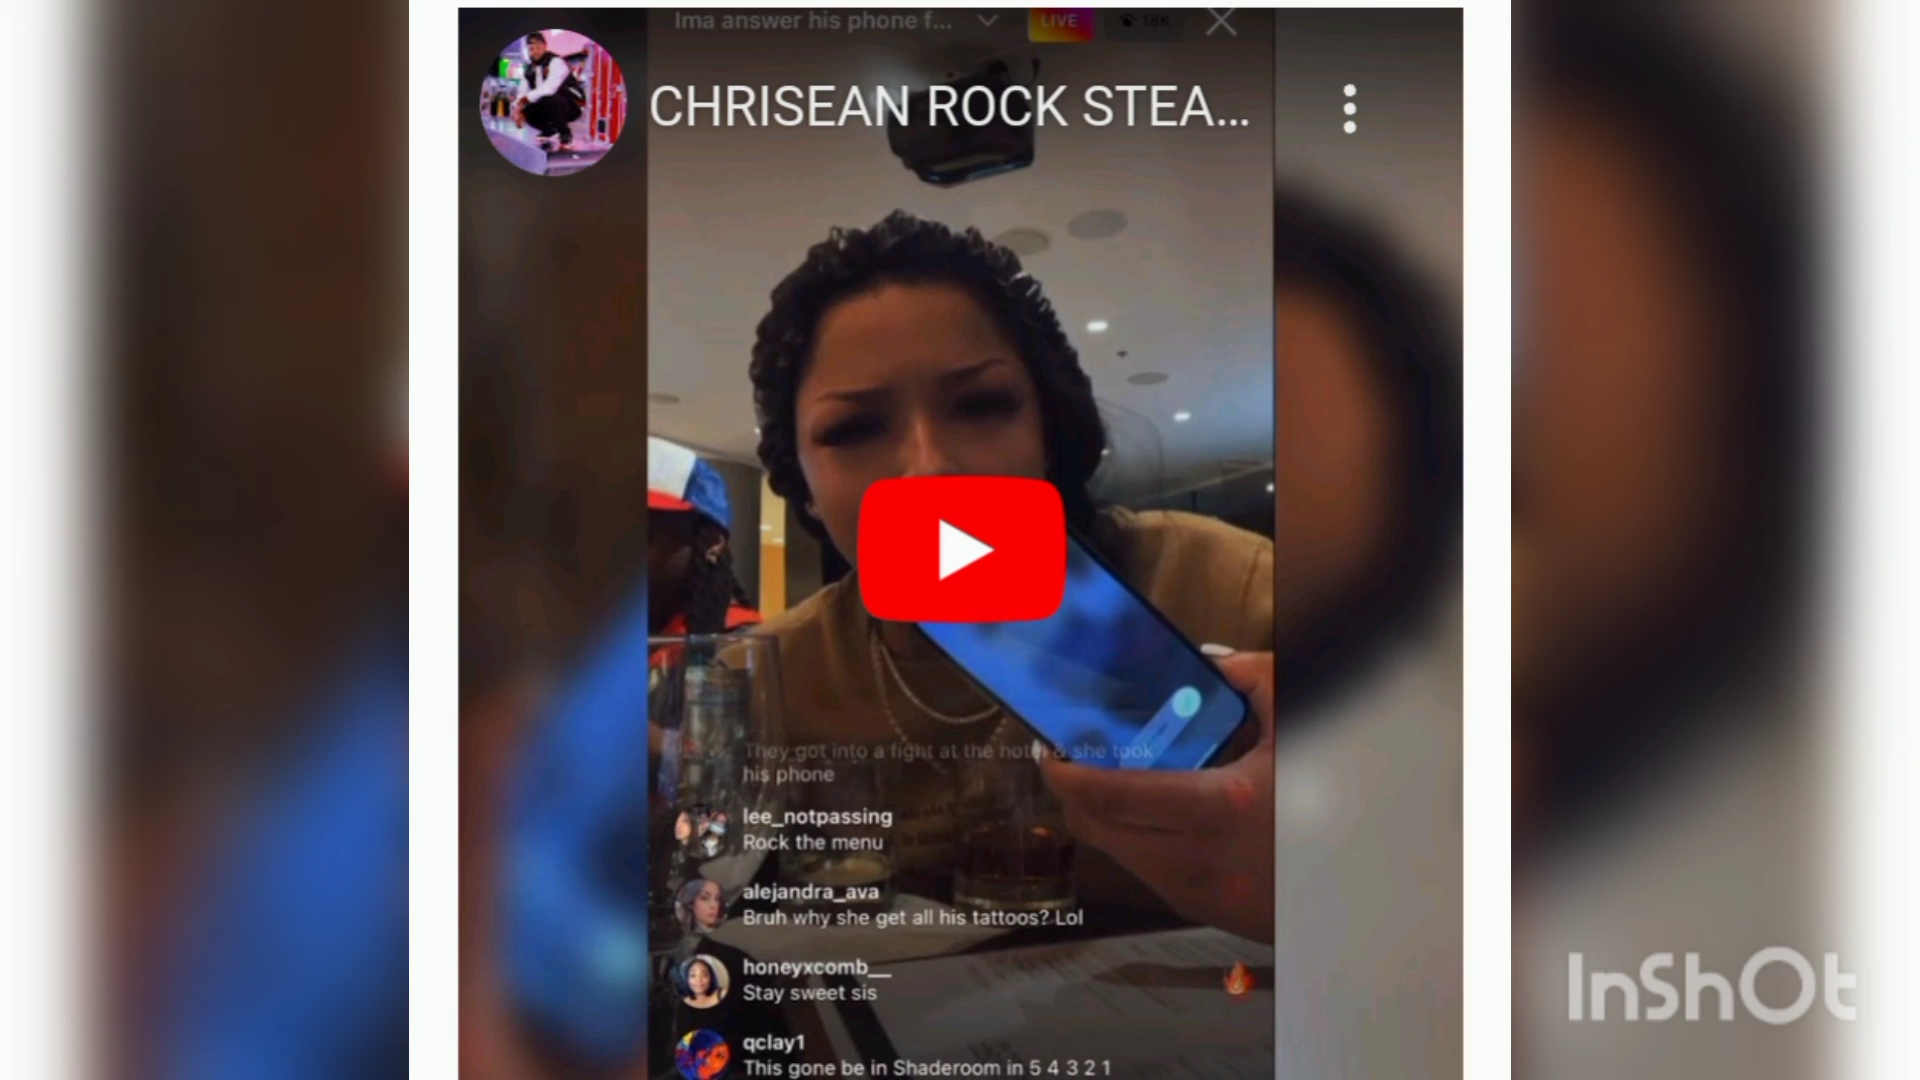 Ima answer his phone f...
LIVE
18K
CHRISEAN ROCK STEA...
They got into a fight at the hotel & she took
his phone
lee_notpassing
Rock the menu
alejandra_ava
Bruh why she get all his tattoos? Lol
honeyxcomb__
Stay sweet sis
qclay1
This gone be in Shaderoom in 5 4 3 2 1
InShOt